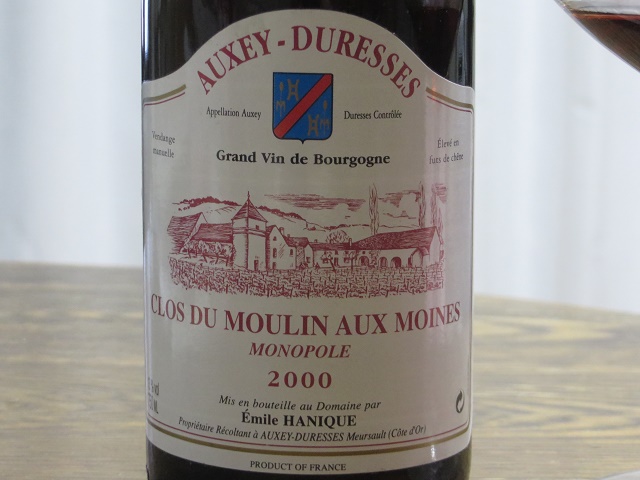 AUXEY-DURESSES
Appellation Auxey Duresses Contrôlée
Vendange manuelle
Élevé en fûts de chêne
Grand Vin de Bourgogne
CLOS DU MOULIN AUX MOINES
MONOPOLE
2000
Mis en bouteille au Domaine par
Émile HANIQUE
Propriétaire Récoltant à AUXEY-DURESSES Meursault (Côte d'Or)
PRODUCT OF FRANCE